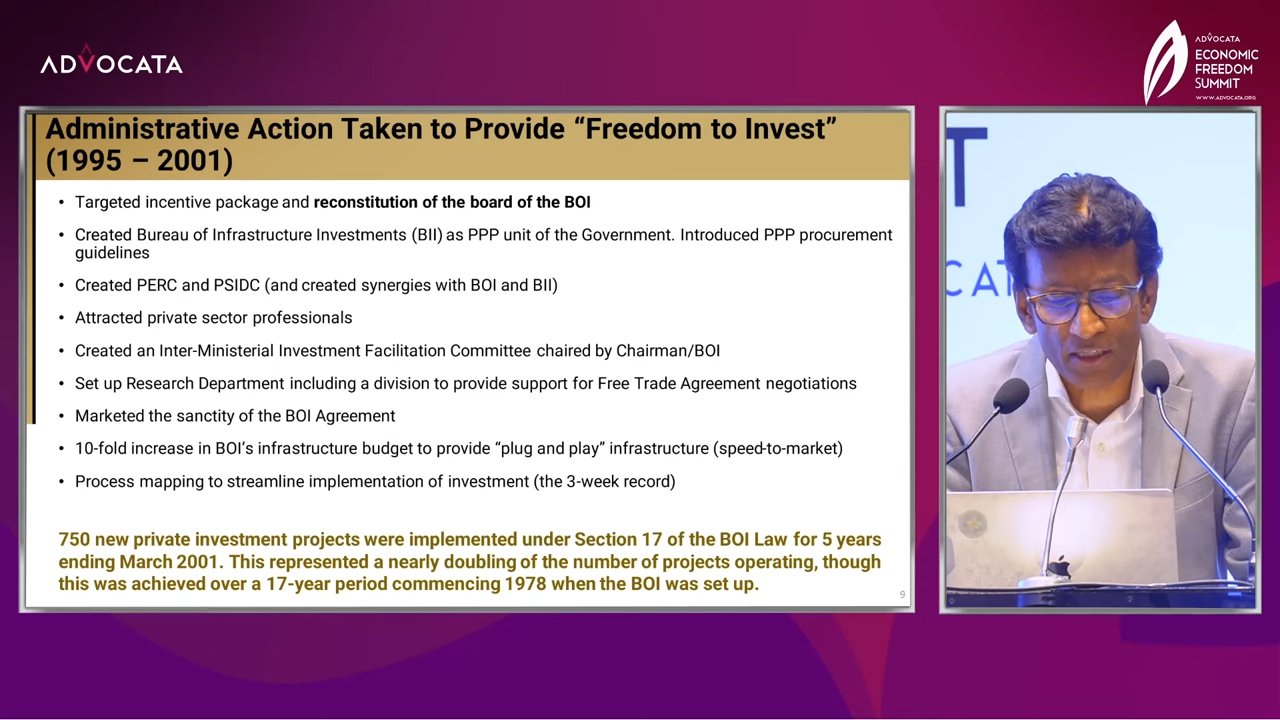 ADVOCATA
ADVOCATA
ECONOMIC
FREEDOM
SUMMIT
WWW.ADVOCATA.ORG
Administrative Action Taken to Provide “Freedom to Invest”
(1995 – 2001)
• Targeted incentive package and reconstitution of the board of the BOI
• Created Bureau of Infrastructure Investments (BII) as PPP unit of the Government. Introduced PPP procurement
guidelines
• Created PERC and PSIDC (and created synergies with BOI and BII)
• Attracted private sector professionals
• Created an Inter-Ministerial Investment Facilitation Committee chaired by Chairman/BOI
• Set up Research Department including a division to provide support for Free Trade Agreement negotiations
• Marketed the sanctity of the BOI Agreement
• 10-fold increase in BOI’s infrastructure budget to provide “plug and play” infrastructure (speed-to-market)
• Process mapping to streamline implementation of investment (the 3-week record)
750 new private investment projects were implemented under Section 17 of the BOI Law for 5 years
ending March 2001. This represented a nearly doubling of the number of projects operating, though
this was achieved over a 17-year period commencing 1978 when the BOI was set up.
9
T
CAT